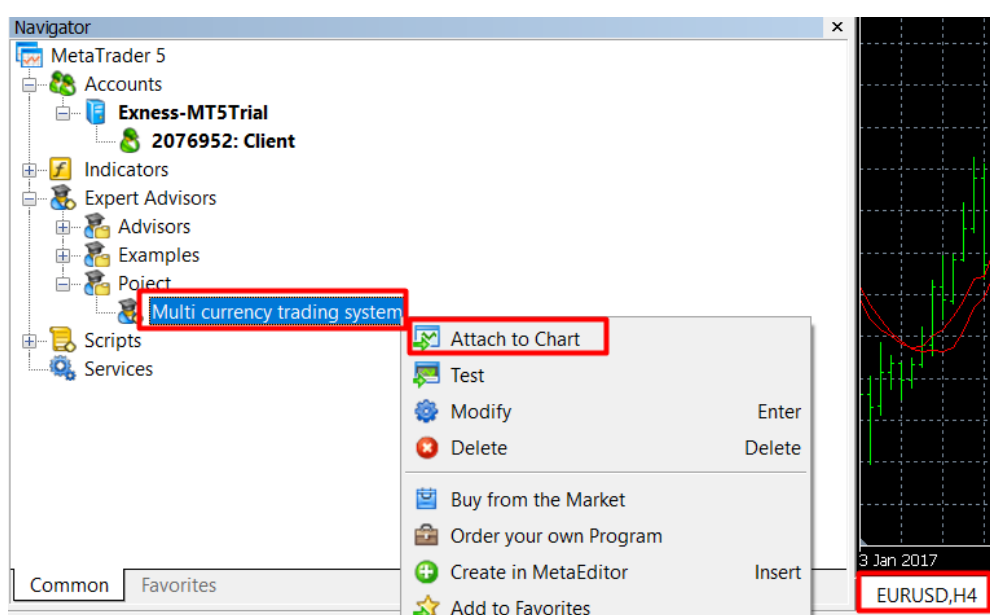 Navigator
MetaTrader 5
Accounts
Exness-MT5Trial
2076952: Client
Indicators
Expert Advisors
Advisors
Examples
Poject
Multi currency trading system
Scripts
Services
Attach to Chart
Test
Modify Enter
Delete Delete
Buy from the Market
Order your own Program
Create in MetaEditor Insert
Add to Favorites
Common Favorites
3 Jan 2017
EURUSD,H4